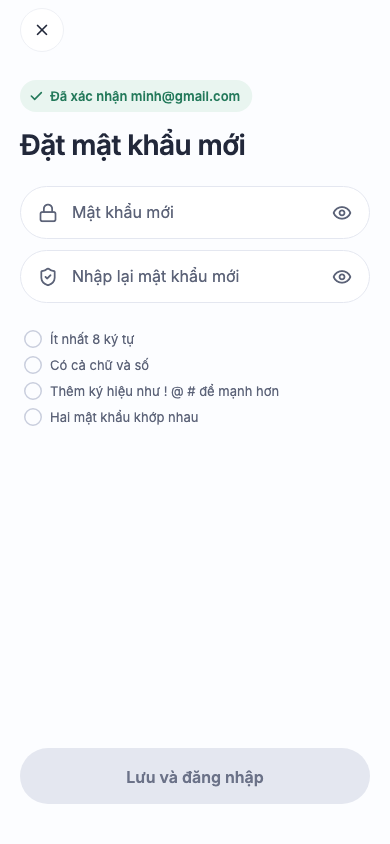 Đã xác nhận minh@gmail.com
Đặt mật khẩu mới
Mật khẩu mới
Nhập lại mật khẩu mới
Ít nhất 8 ký tự
Có cả chữ và số
Thêm ký hiệu như ! @ # để mạnh hơn
Hai mật khẩu khớp nhau
Lưu và đăng nhập